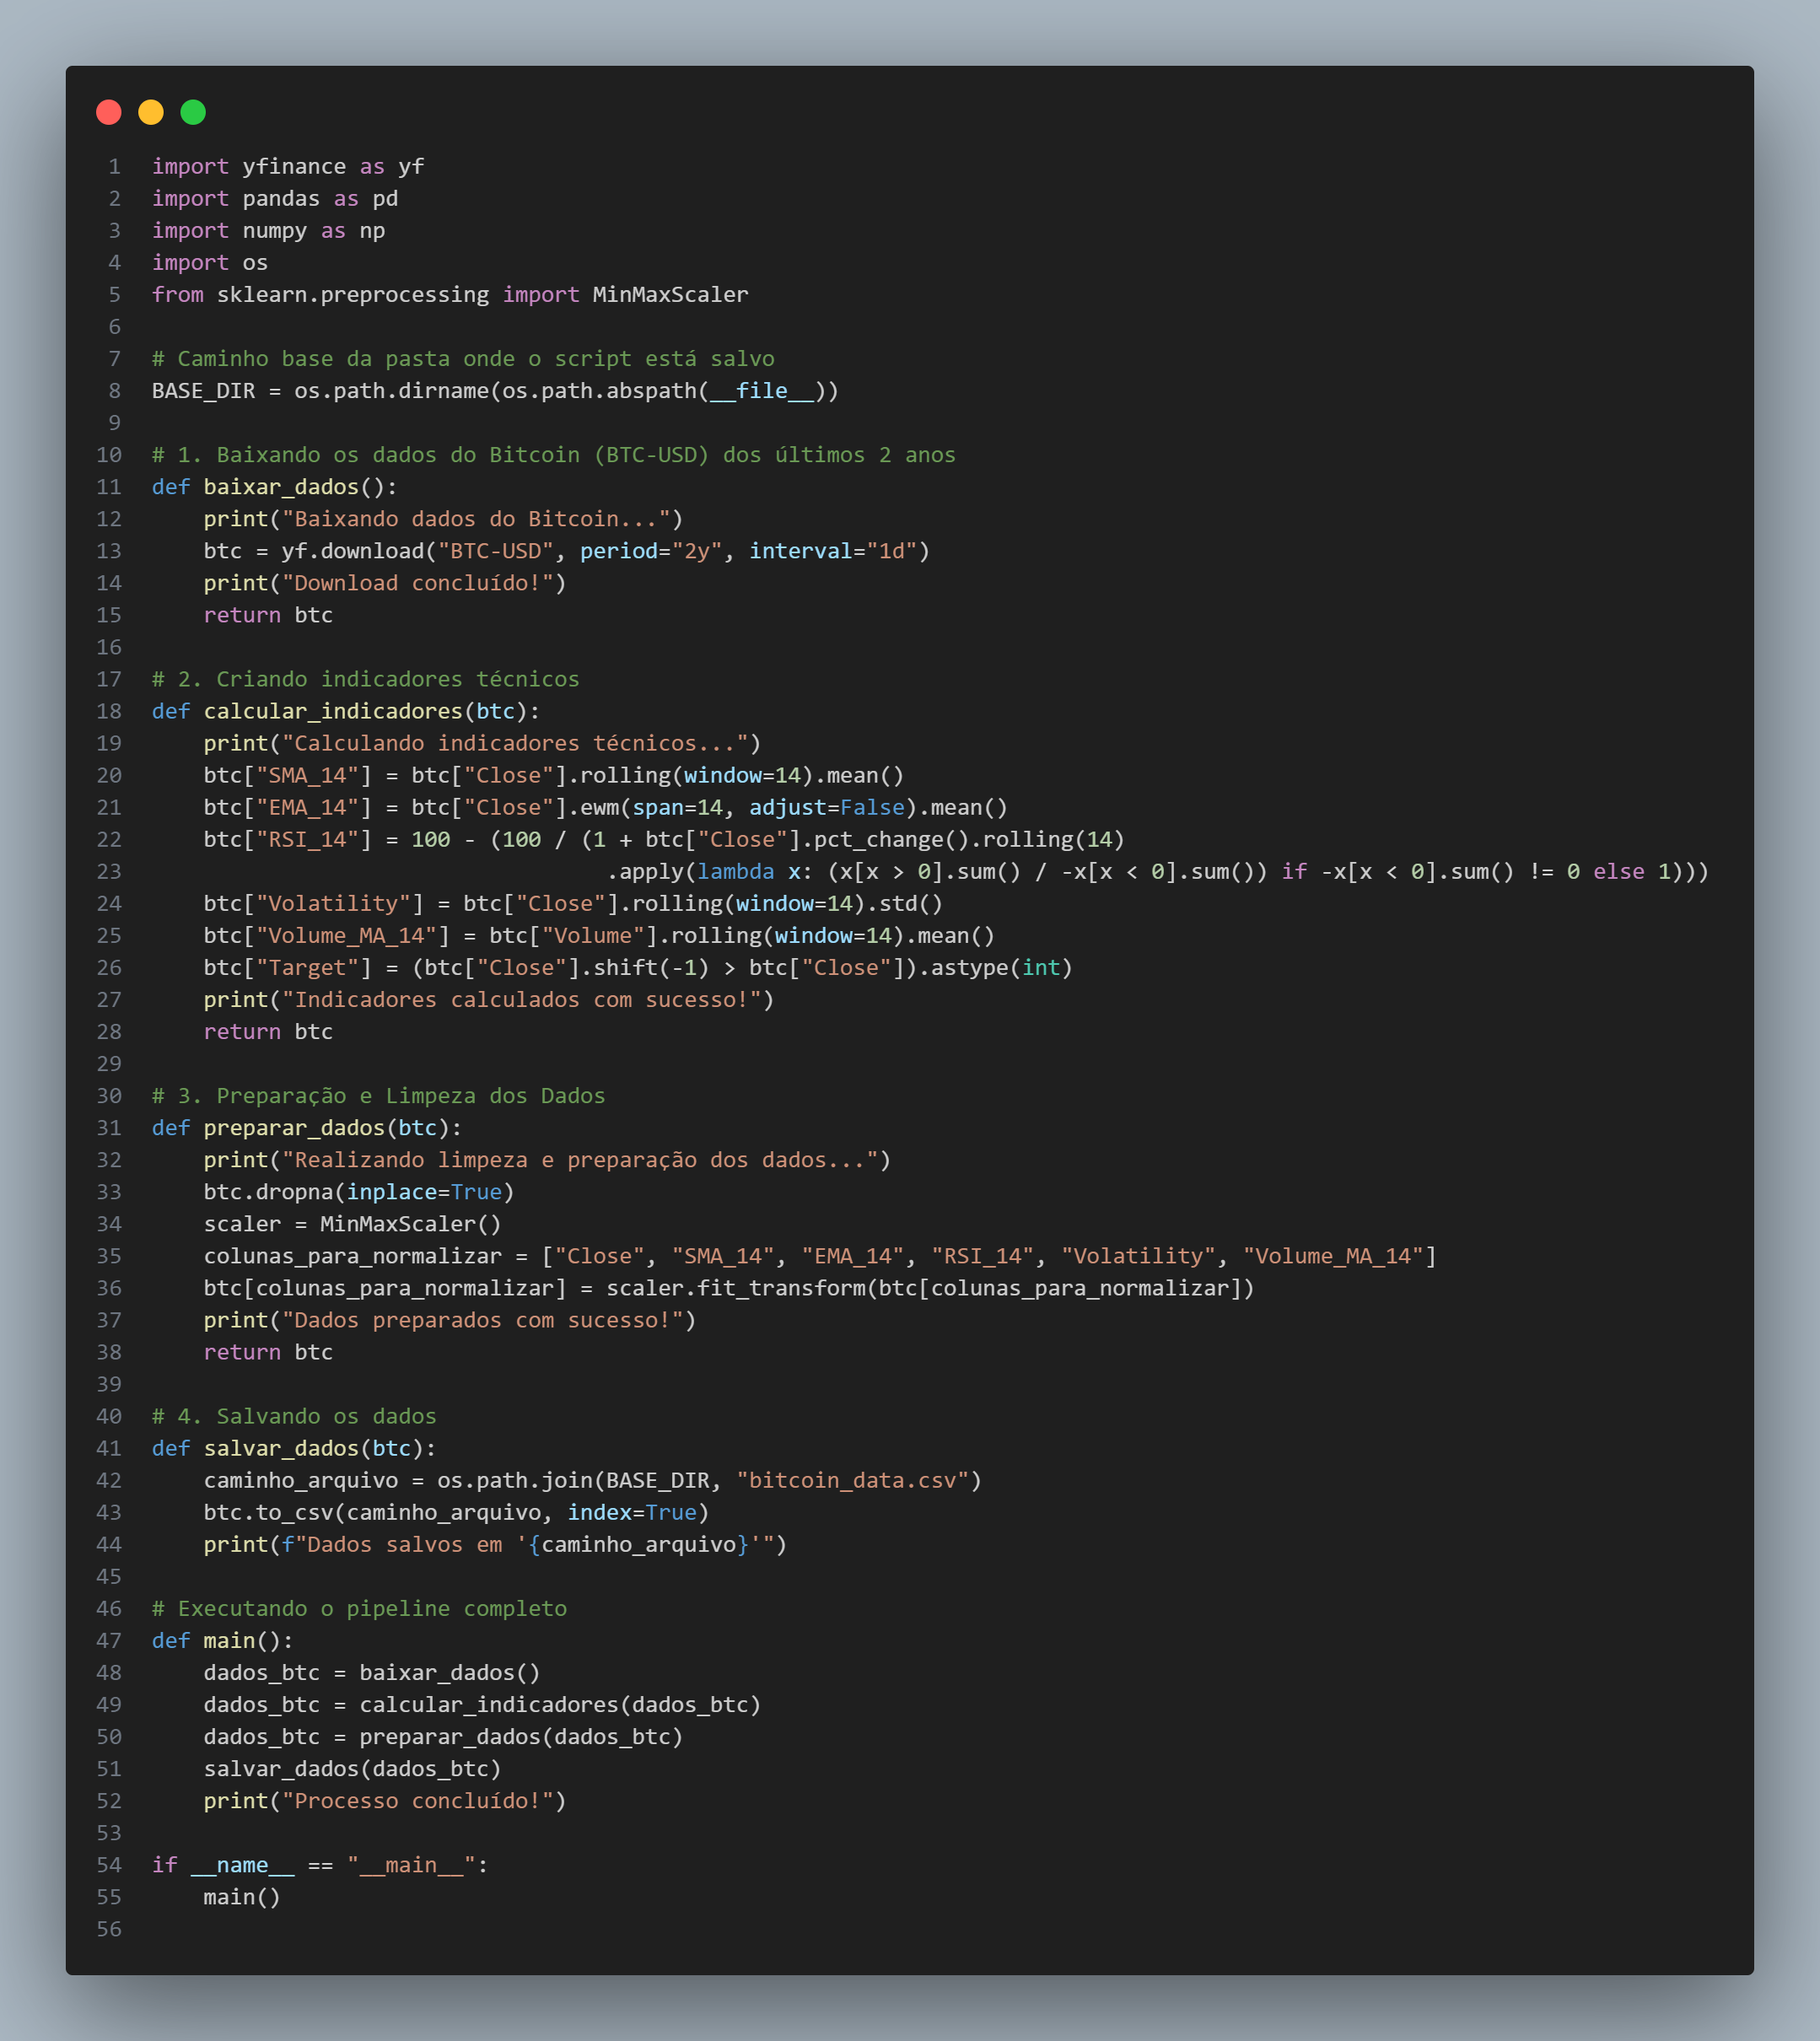 1 import yfinance as yf
2 import pandas as pd
3 import numpy as np
4 import os
5 from sklearn.preprocessing import MinMaxScaler
6
7 # Caminho base da pasta onde o script está salvo
8 BASE_DIR = os.path.dirname(os.path.abspath(__file__))
9
10 # 1. Baixando os dados do Bitcoin (BTC-USD) dos últimos 2 anos
11 def baixar_dados():
12     print("Baixando dados do Bitcoin...")
13     btc = yf.download("BTC-USD", period="2y", interval="1d")
14     print("Download concluído!")
15     return btc
16
17 # 2. Criando indicadores técnicos
18 def calcular_indicadores(btc):
19     print("Calculando indicadores técnicos...")
20     btc["SMA_14"] = btc["Close"].rolling(window=14).mean()
21     btc["EMA_14"] = btc["Close"].ewm(span=14, adjust=False).mean()
22     btc["RSI_14"] = 100 - (100 / (1 + btc["Close"].pct_change().rolling(14)
23                                    .apply(lambda x: (x[x > 0].sum() / -x[x < 0].sum()) if -x[x < 0].sum() != 0 else 1)))
24     btc["Volatility"] = btc["Close"].rolling(window=14).std()
25     btc["Volume_MA_14"] = btc["Volume"].rolling(window=14).mean()
26     btc["Target"] = (btc["Close"].shift(-1) > btc["Close"]).astype(int)
27     print("Indicadores calculados com sucesso!")
28     return btc
29
30 # 3. Preparação e Limpeza dos Dados
31 def preparar_dados(btc):
32     print("Realizando limpeza e preparação dos dados...")
33     btc.dropna(inplace=True)
34     scaler = MinMaxScaler()
35     colunas_para_normalizar = ["Close", "SMA_14", "EMA_14", "RSI_14", "Volatility", "Volume_MA_14"]
36     btc[colunas_para_normalizar] = scaler.fit_transform(btc[colunas_para_normalizar])
37     print("Dados preparados com sucesso!")
38     return btc
39
40 # 4. Salvando os dados
41 def salvar_dados(btc):
42     caminho_arquivo = os.path.join(BASE_DIR, "bitcoin_data.csv")
43     btc.to_csv(caminho_arquivo, index=True)
44     print(f"Dados salvos em '{caminho_arquivo}'")
45
46 # Executando o pipeline completo
47 def main():
48     dados_btc = baixar_dados()
49     dados_btc = calcular_indicadores(dados_btc)
50     dados_btc = preparar_dados(dados_btc)
51     salvar_dados(dados_btc)
52     print("Processo concluído!")
53
54 if __name__ == "__main__":
55     main()
56